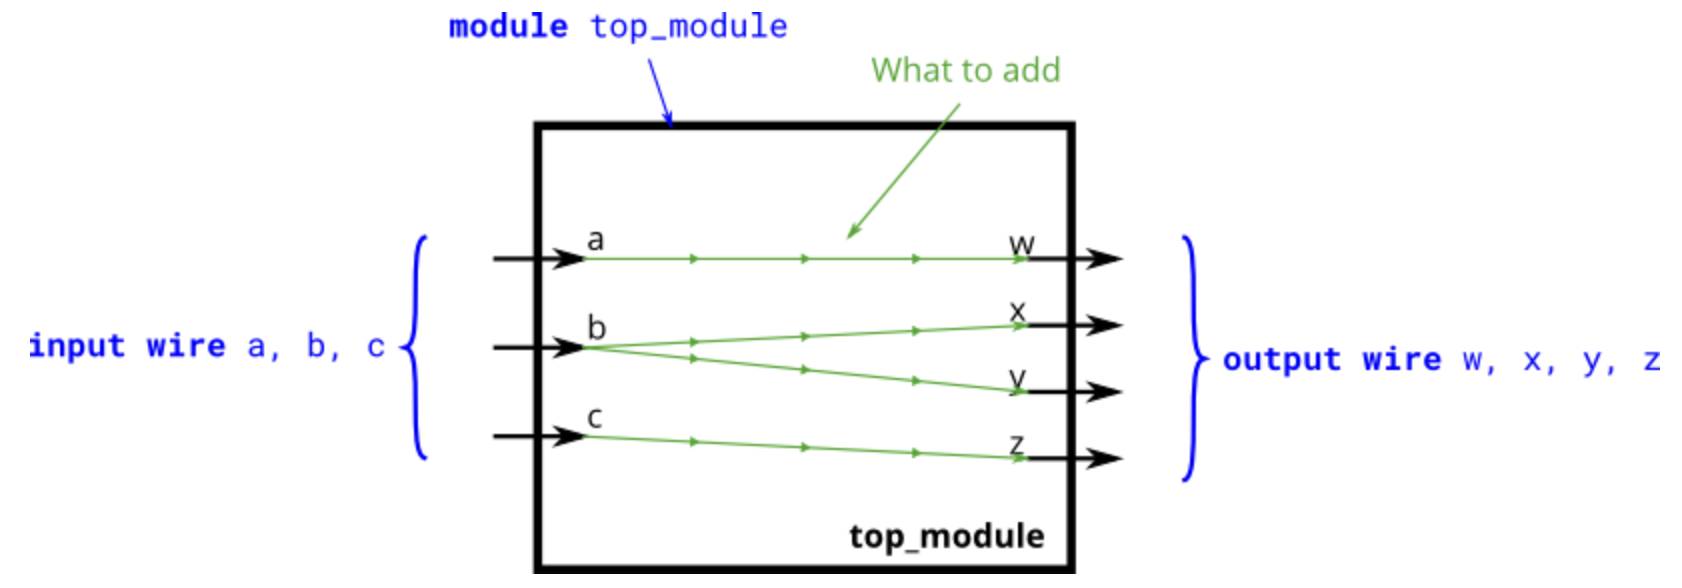 module top_module
What to add
a
w
x
b
input wire a, b, c
output wire w, x, y, z
y
c
z
top_module